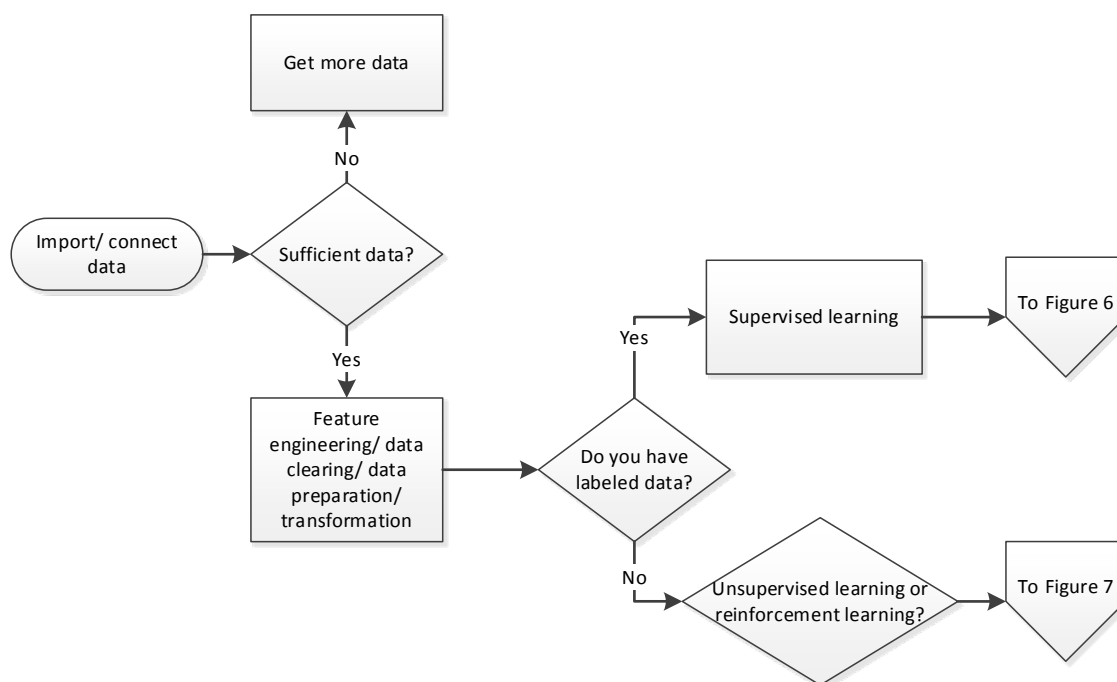 Get more data
No
Import/ connect
data
Sufficient data?
Yes
Feature
engineering/ data
clearing/ data
preparation/
transformation
Do you have
labeled data?
Yes
Supervised learning
To Figure 6
No
Unsupervised learning or
reinforcement learning?
To Figure 7